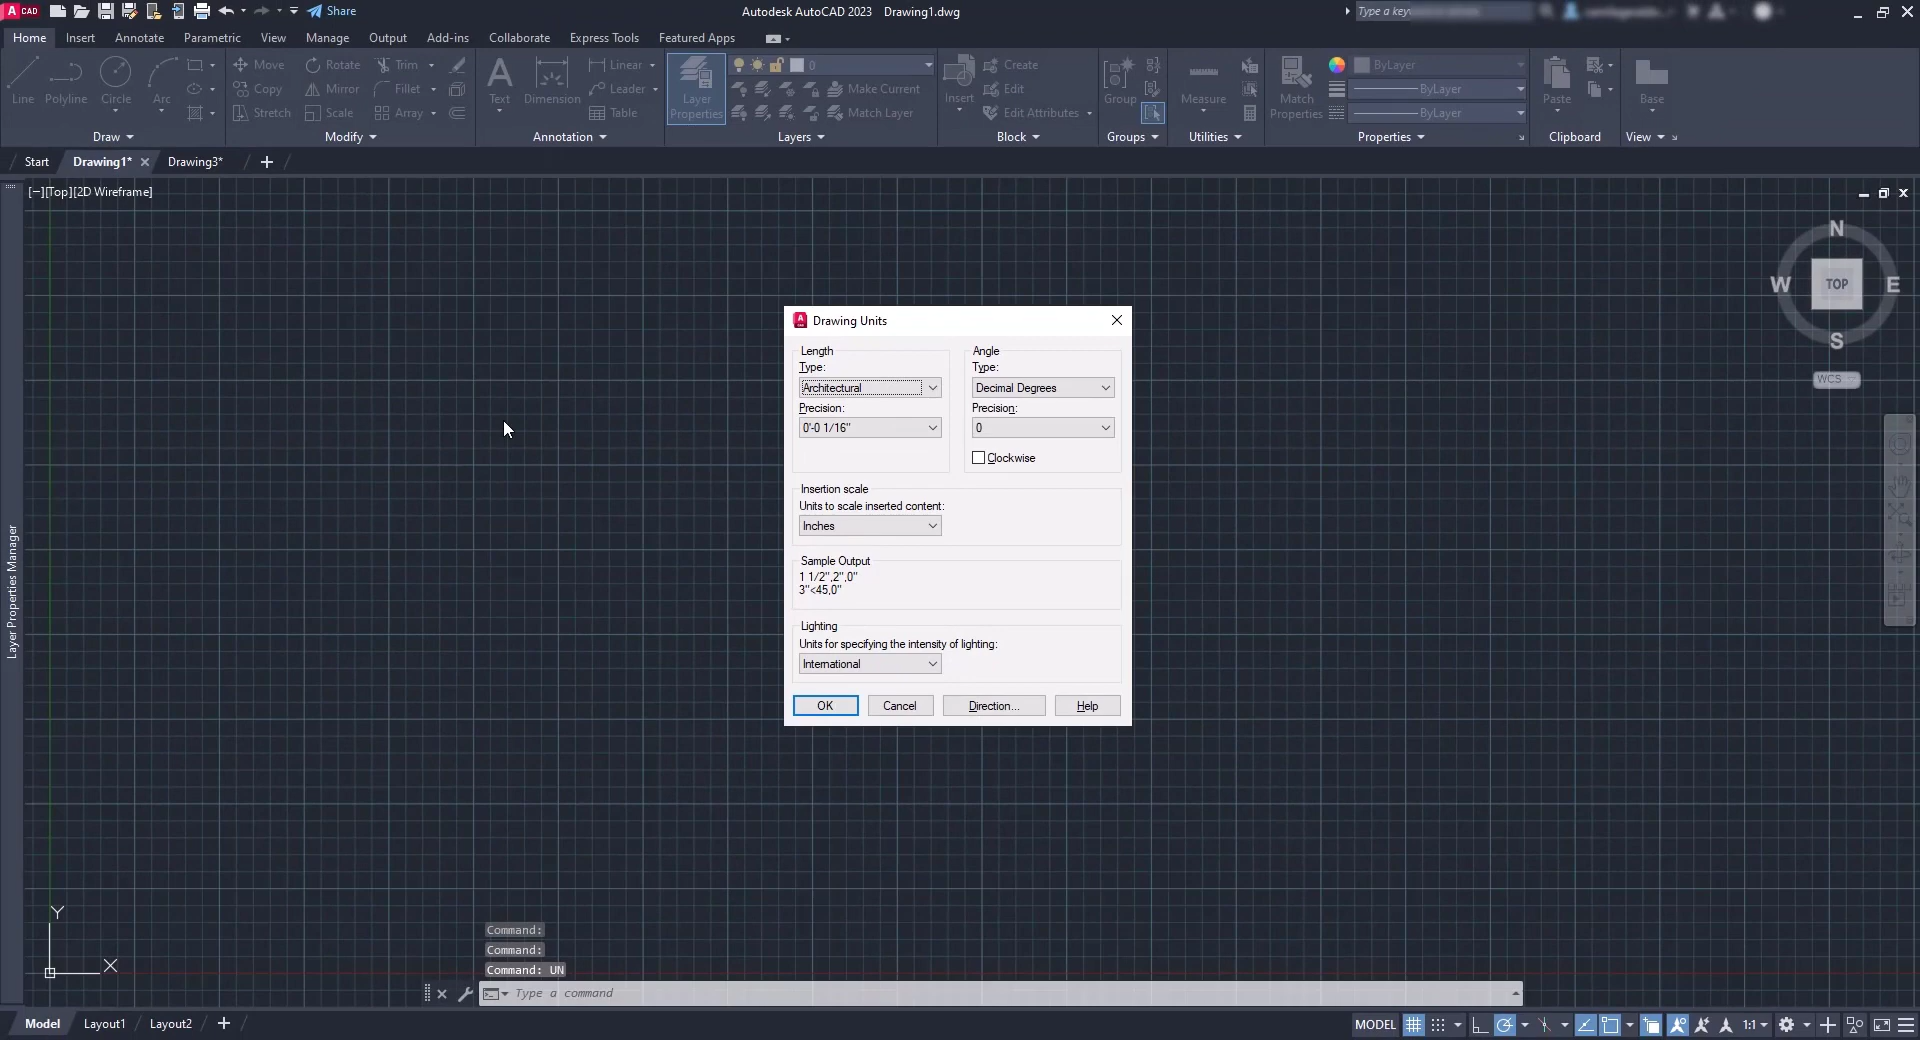 A CAD
Share
Autodesk AutoCAD 2023 Drawing1.dwg
Home Insert Annotate Parametric View Manage Output Add-ins Collaborate Express Tools Featured Apps
Line
Polyline
Circle
Arc
Draw
Move
Copy
Stretch
Rotate
Mirror
Scale
Trim
Fillet
Array
Modify
Text
Dimension
Linear
Leader
Table
Annotation
Layer
Properties
0
Make Current
Match Layer
Layers
Insert
Create
Edit
Edit Attributes
Block
Group
Groups
Measure
Utilities
Match
Properties
ByLayer
ByLayer
ByLayer
Properties
Paste
Clipboard
Base
View
Start Drawing1* Drawing3*
[−][Top][2D Wireframe]
N
W TOP E
S
WCS
Layer Properties Manager
Drawing Units
Length
Type:
Architectural
Precision:
0'-0 1/16"
Angle
Type:
Decimal Degrees
Precision:
0
Clockwise
Insertion scale
Units to scale inserted content:
Inches
Sample Output
1 1/2",2",0"
3"<45,0"
Lighting
Units for specifying the intensity of lighting:
International
OK Cancel Direction... Help
Y
X
Command:
Command:
Command: UN
Type a command
Model Layout1 Layout2
MODEL
1:1